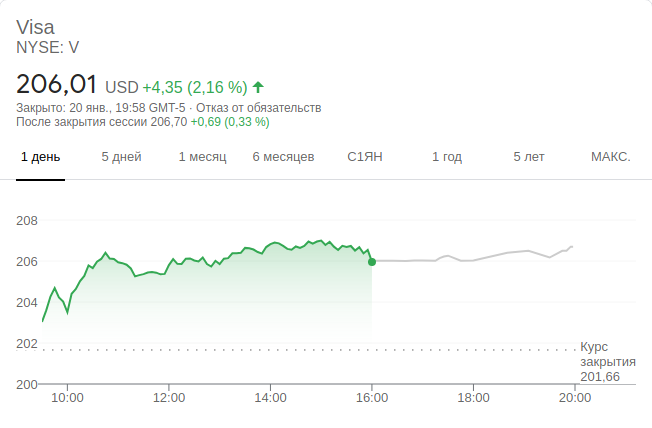 Visa
NYSE: V
206,01 USD +4,35 (2,16 %)
Закрыто: 20 янв., 19:58 GMT-5 · Отказ от обязательств
После закрытия сессии 206,70 +0,69 (0,33 %)
1 день 5 дней 1 месяц 6 месяцев С1ЯН 1 год 5 лет МАКС.
208
206
204
202
Курс
закрытия
201,66
200
10:00 12:00 14:00 16:00 18:00 20:00